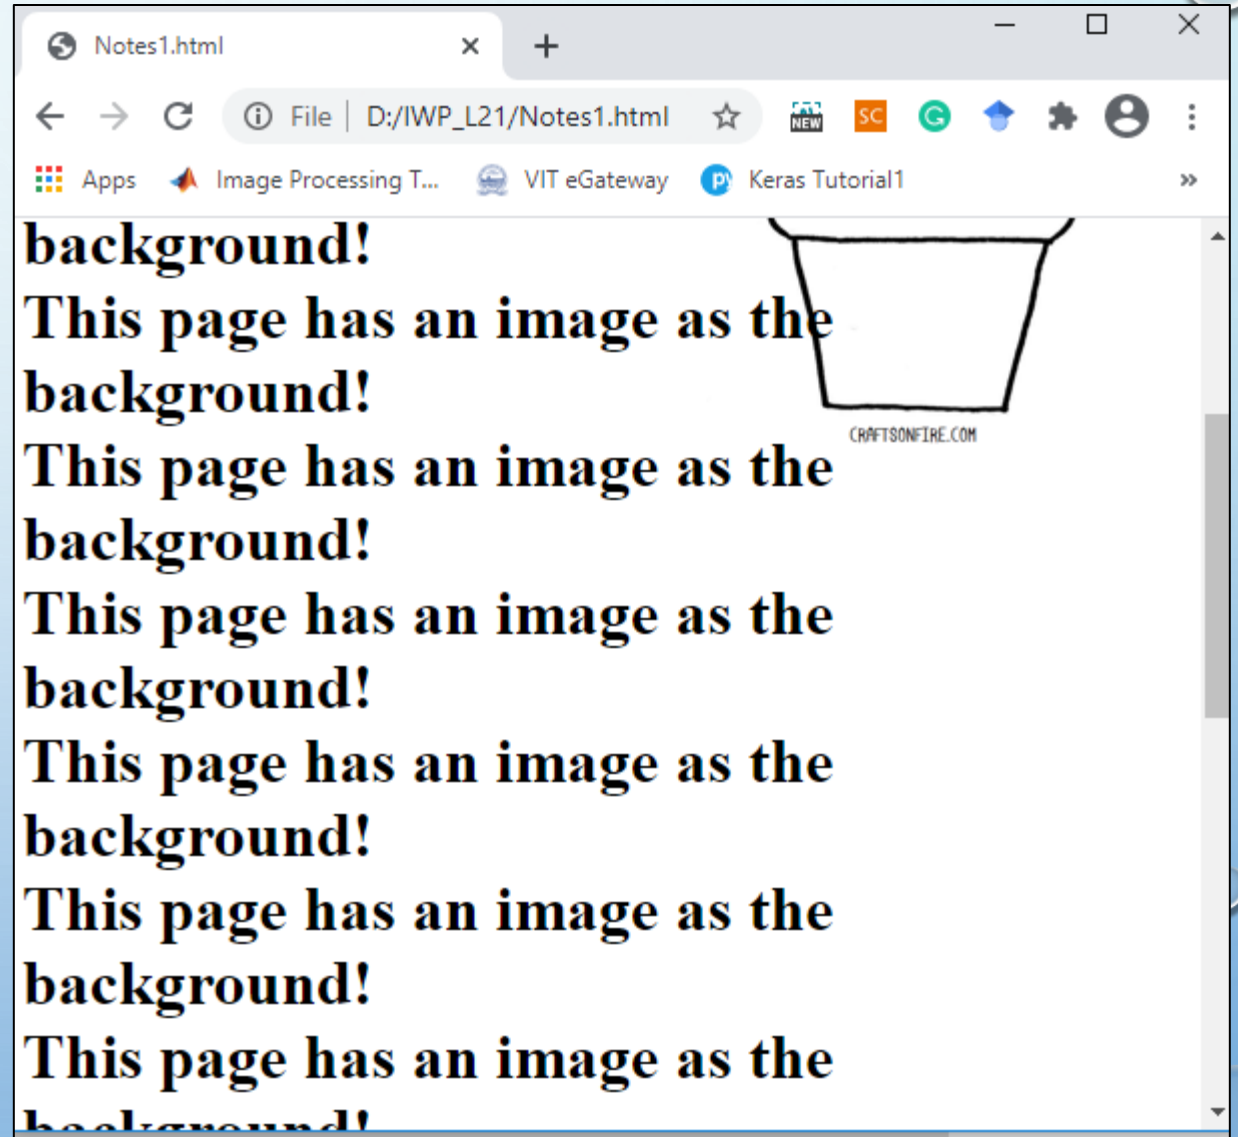 Notes1.html
File D:/IWP_L21/Notes1.html NEW SC G
Apps Image Processing T... VIT eGateway py Keras Tutorial1 »
background!
This page has an image as the
background!
CRAFTSONFIRE.COM
This page has an image as the
background!
This page has an image as the
background!
This page has an image as the
background!
This page has an image as the
background!
This page has an image as the
background!